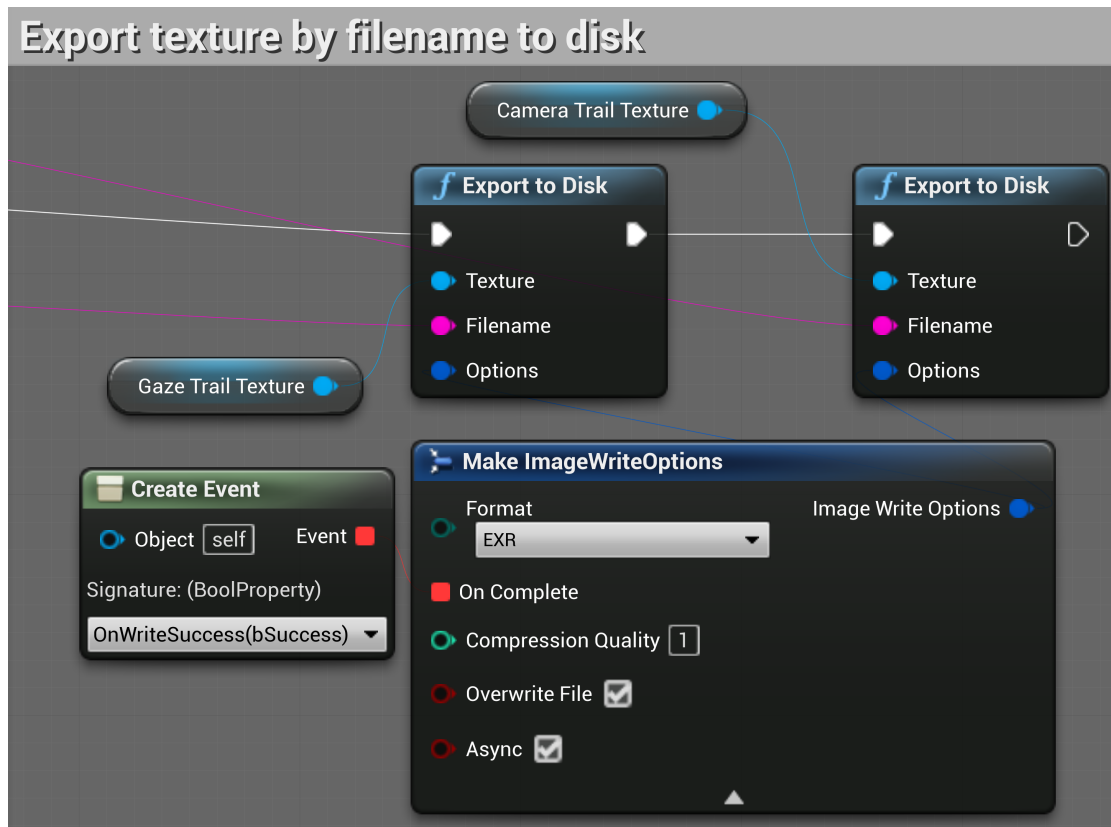 Export texture by filename to disk
Camera Trail Texture
Export to Disk
Texture
Filename
Options
Export to Disk
Texture
Filename
Options
Gaze Trail Texture
Create Event
Object self Event
Signature: (BoolProperty)
OnWriteSuccess(bSuccess)
Make ImageWriteOptions
Format
EXR
Image Write Options
On Complete
Compression Quality 1
Overwrite File
Async